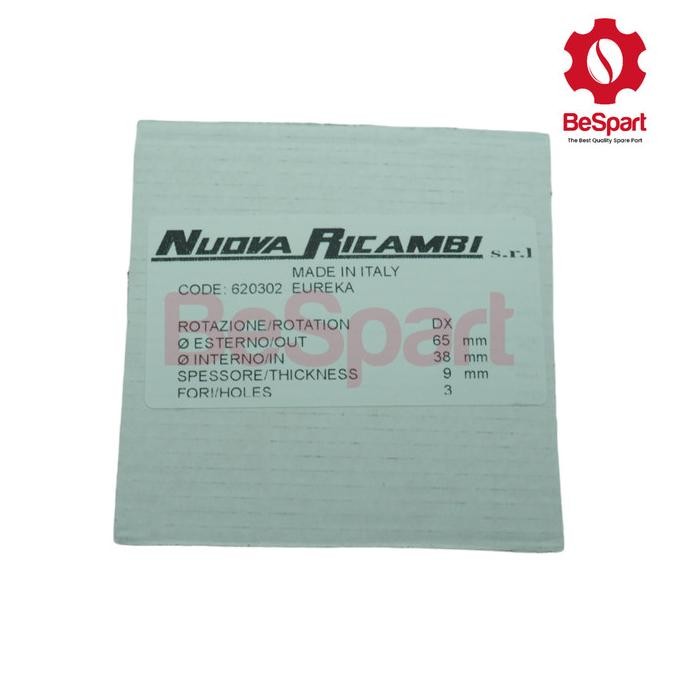 BeSpart
The Best Quality Spare Part
NUOVA RICAMBI s.r.l
MADE IN ITALY
CODE: 620302 EUREKA
BeSpart
ROTAZIONE/ROTATION DX
Ø ESTERNO/OUT 65 mm
Ø INTERNO/IN 38 mm
SPESSORE/THICKNESS 9 mm
FORI/HOLES 3